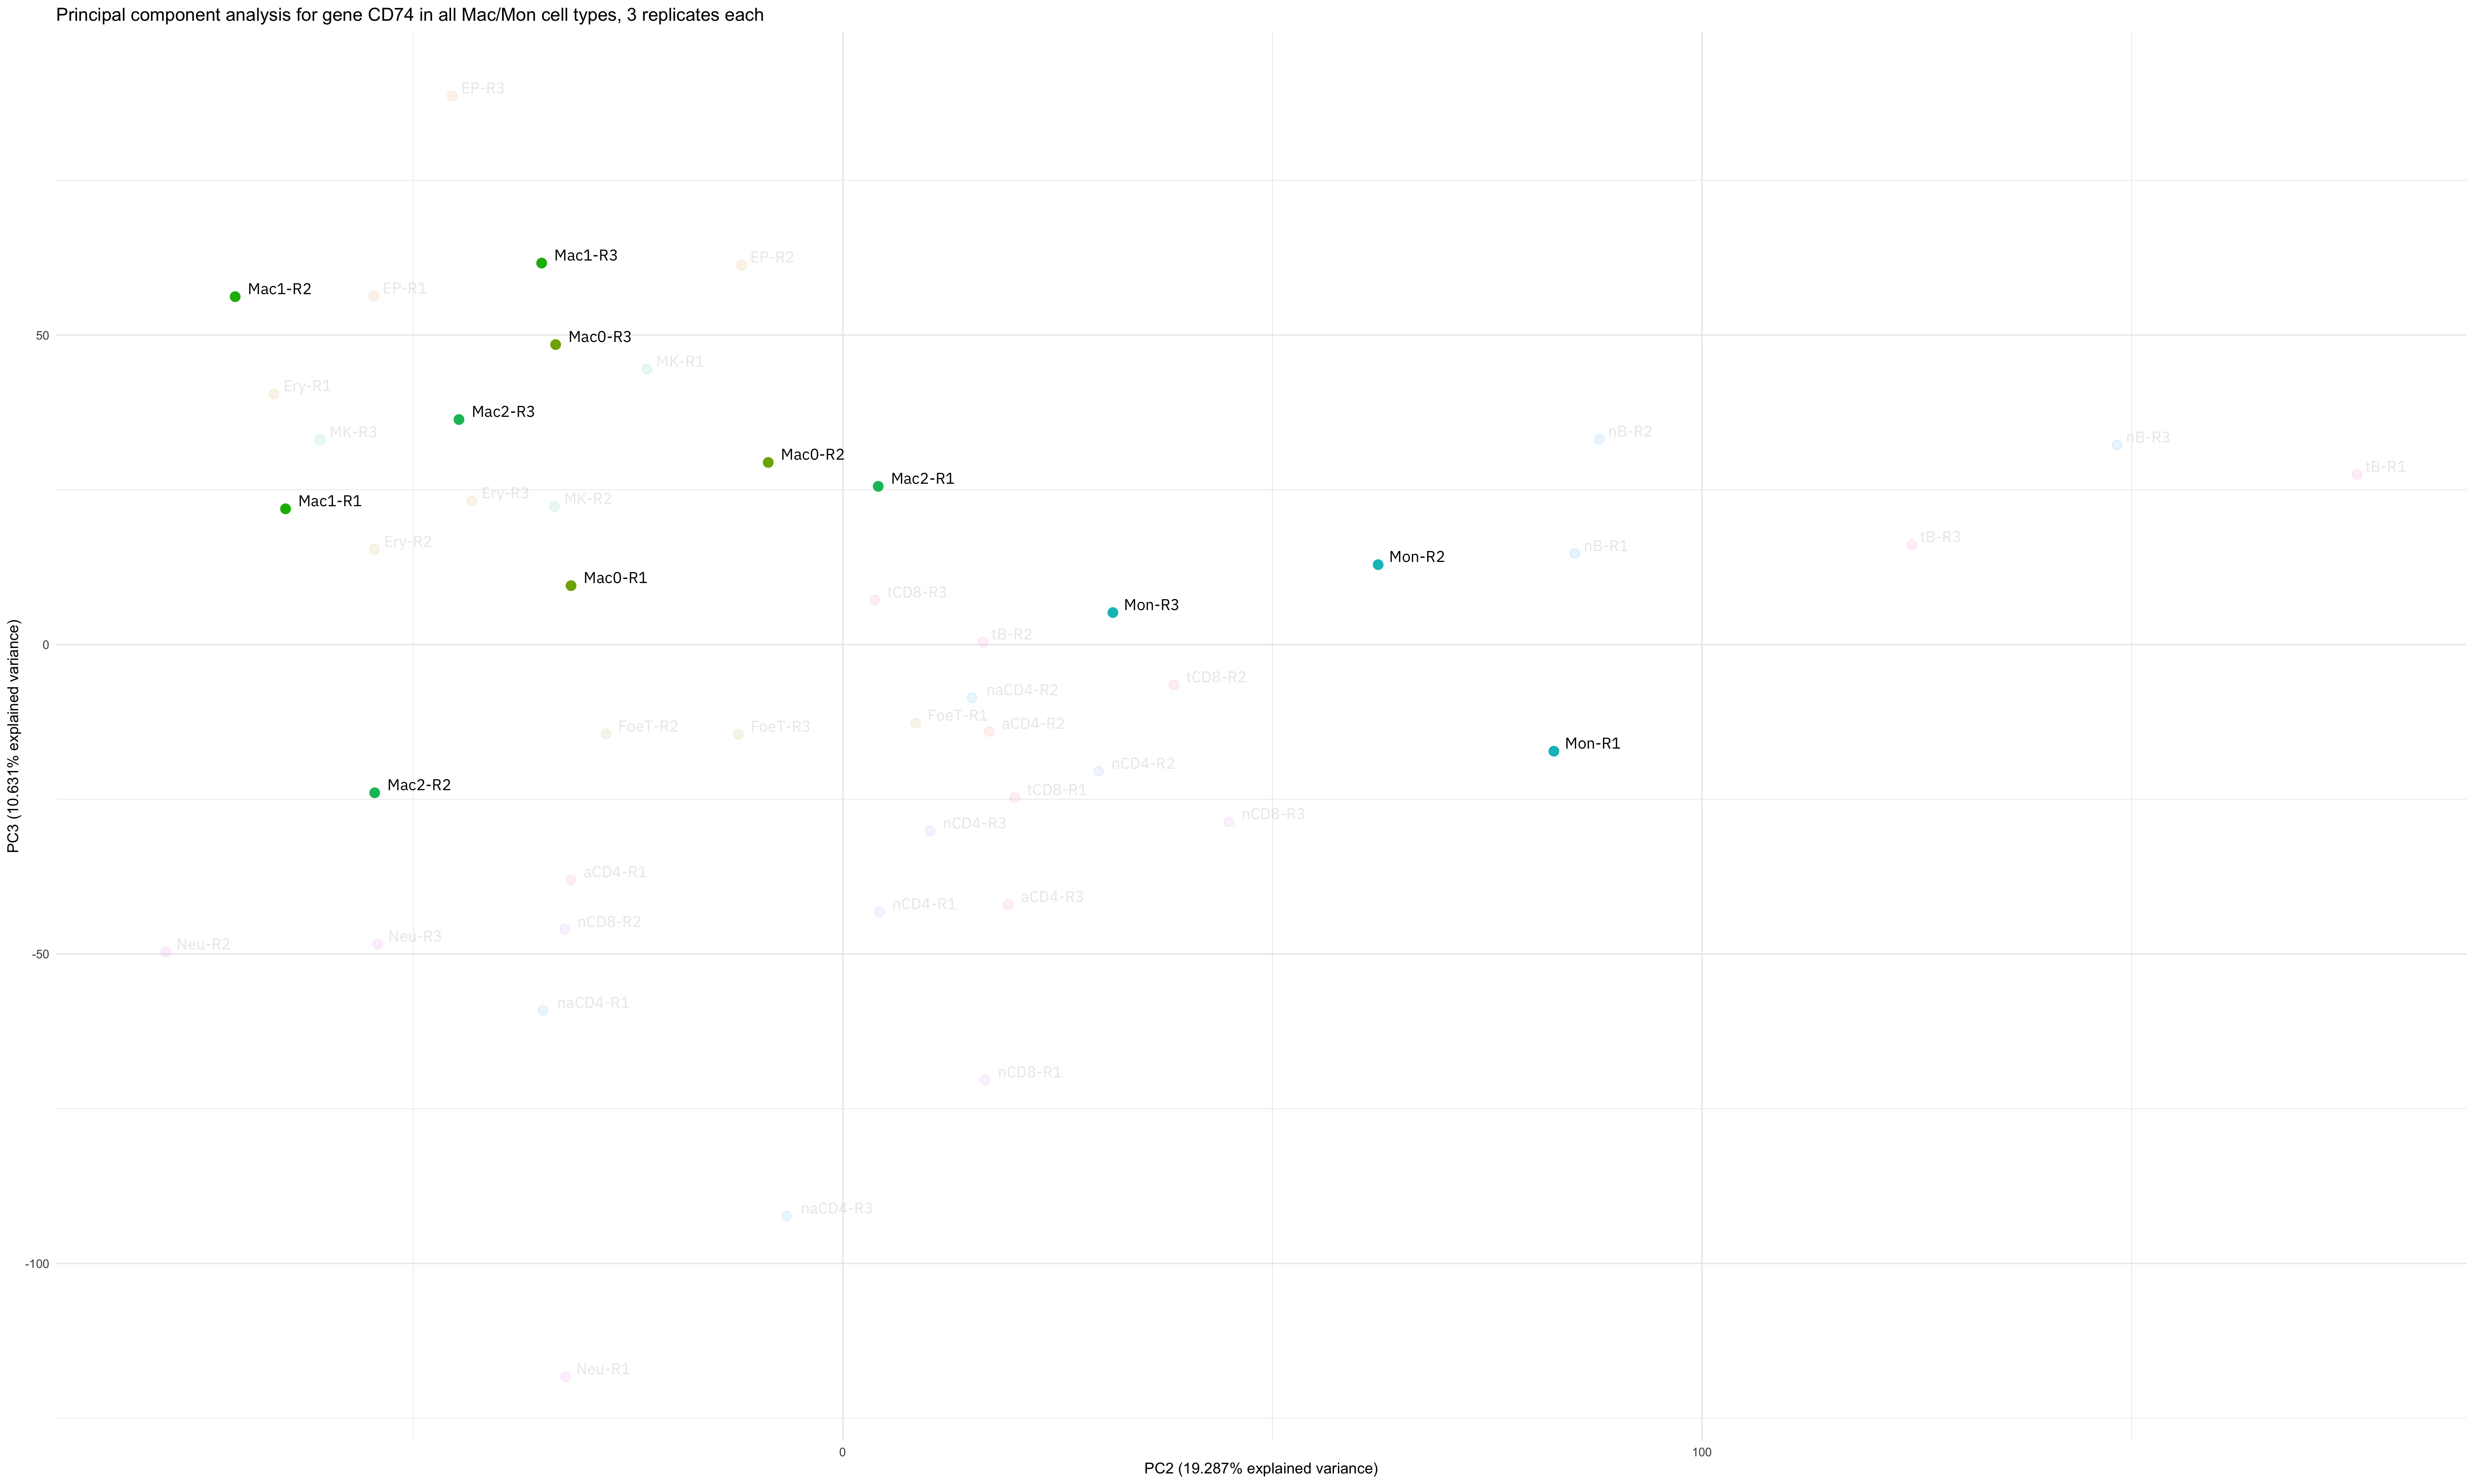 Principal component analysis for gene CD74 in all Mac/Mon cell types, 3 replicates each
EP-R3
Mac1-R3
EP-R2
Mac1-R2
EP-R1
50
Mac0-R3
MK-R1
Ery-R1
Mac2-R3
MK-R3
nB-R2
nB-R3
Mac0-R2
tB-R1
Mac2-R1
Ery-R3
MK-R2
Mac1-R1
Ery-R2
tB-R3
nB-R1
Mon-R2
Mac0-R1
tCD8-R3
Mon-R3
tB-R2
0
tCD8-R2
naCD4-R2
FoeT-R1
aCD4-R2
FoeT-R2
FoeT-R3
Mon-R1
nCD4-R2
Mac2-R2
tCD8-R1
nCD8-R3
nCD4-R3
PC3 (10.631% explained variance)
aCD4-R1
aCD4-R3
nCD4-R1
nCD8-R2
Neu-R3
Neu-R2
-50
naCD4-R1
nCD8-R1
naCD4-R3
-100
Neu-R1
0
100
PC2 (19.287% explained variance)